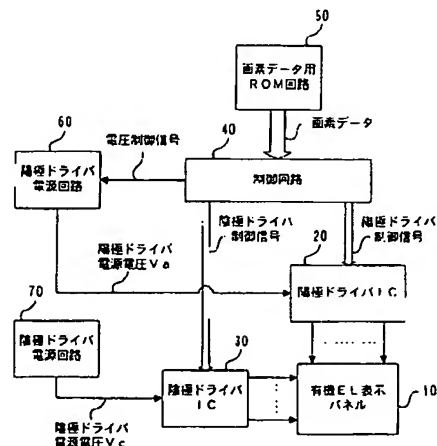 50
画素データ用
ROM回路
画素データ
60
電圧制御信号
40
陽極ドライバ
電源回路
制御回路
陰極ドライバ
制御信号
陽極ドライバ
制御信号
20
陽極ドライバ
電源電圧Va
陽極ドライバIC
70
陰極ドライバ
電源回路
30
陰極ドライバ
IC
有機EL表示
パネル
10
陰極ドライバ
電源電圧Vc